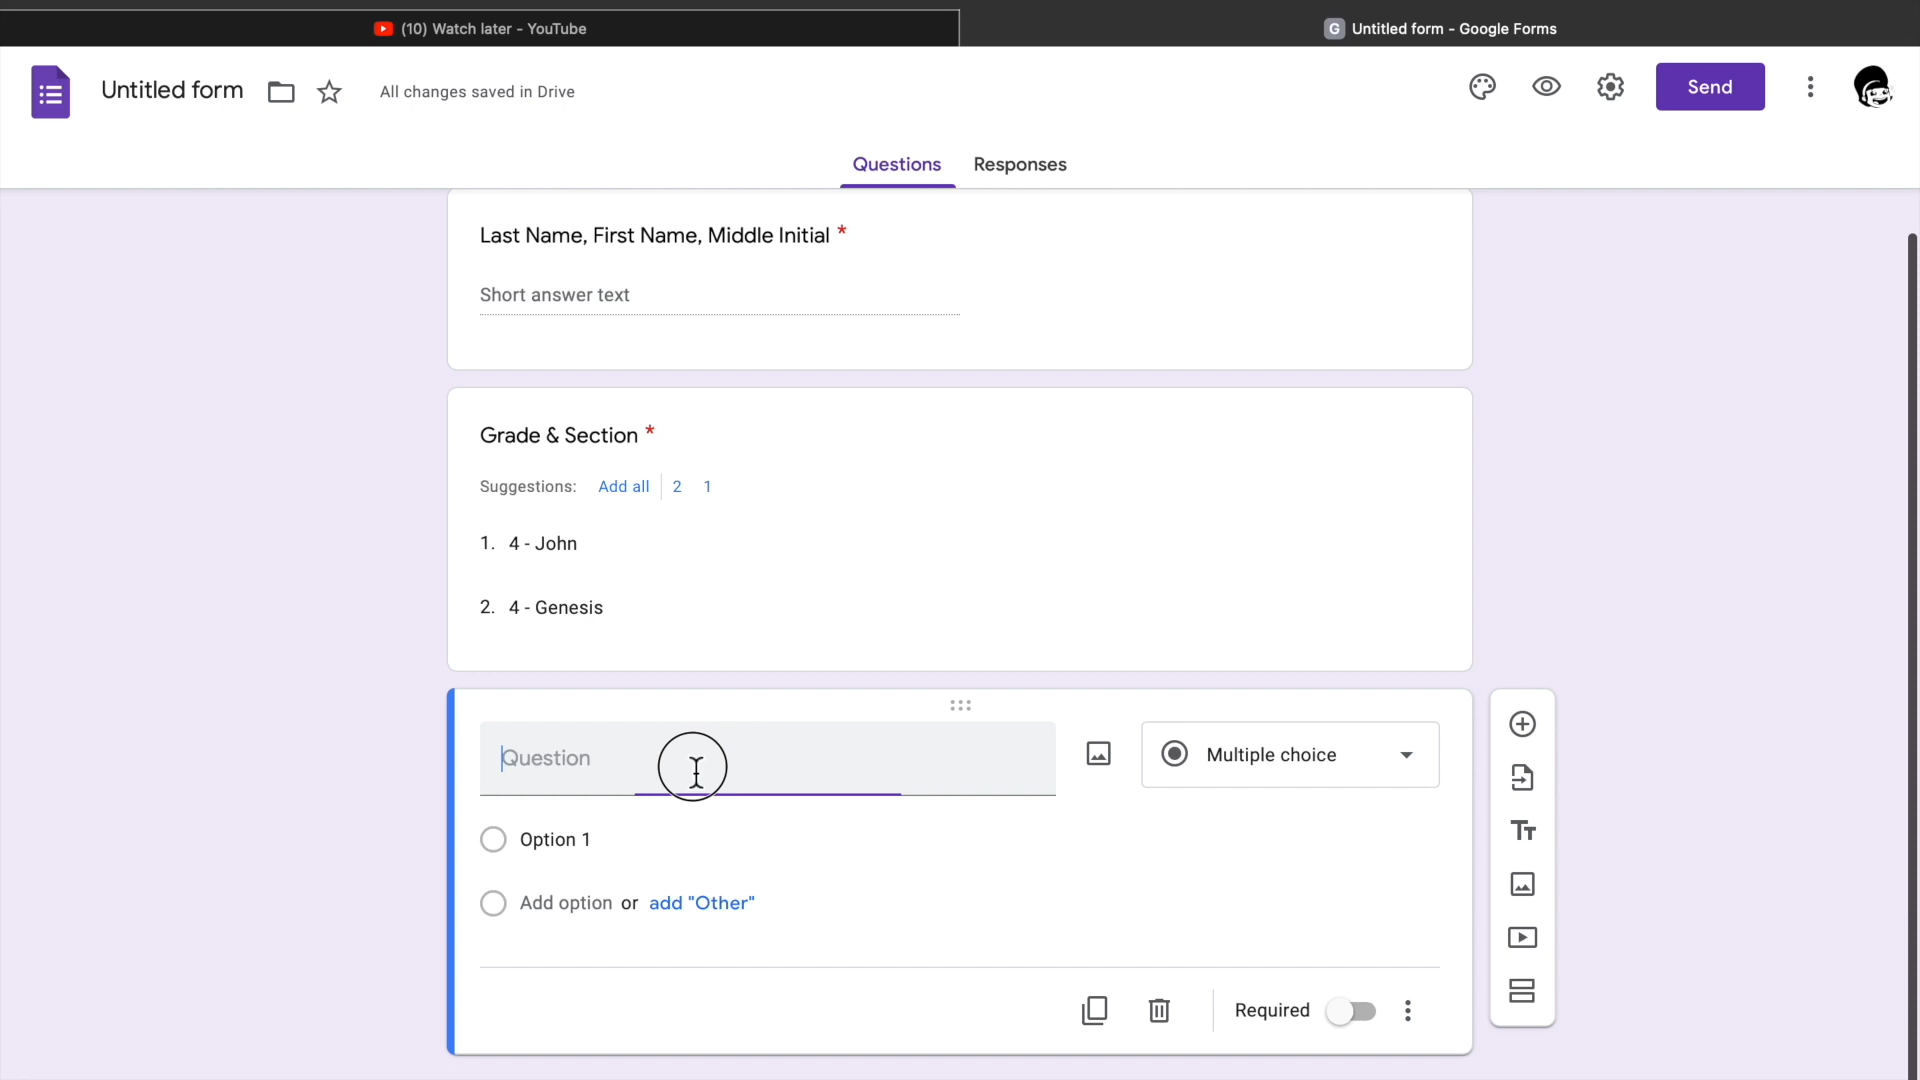 (10) Watch later - YouTube
G Untitled form - Google Forms
Untitled form
All changes saved in Drive
Send
Questions Responses
Last Name, First Name, Middle Initial *
Short answer text
Grade & Section *
Suggestions: Add all 2 1
1. 4 - John
2. 4 - Genesis
Question
Multiple choice
Option 1
Add option or add "Other"
Required
Tт